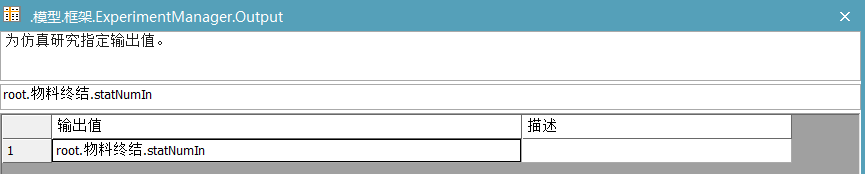 .模型.框架.ExperimentManager.Output
为仿真研究指定输出值。
root.物料终结.statNumIn
输出值 描述
1 root.物料终结.statNumIn